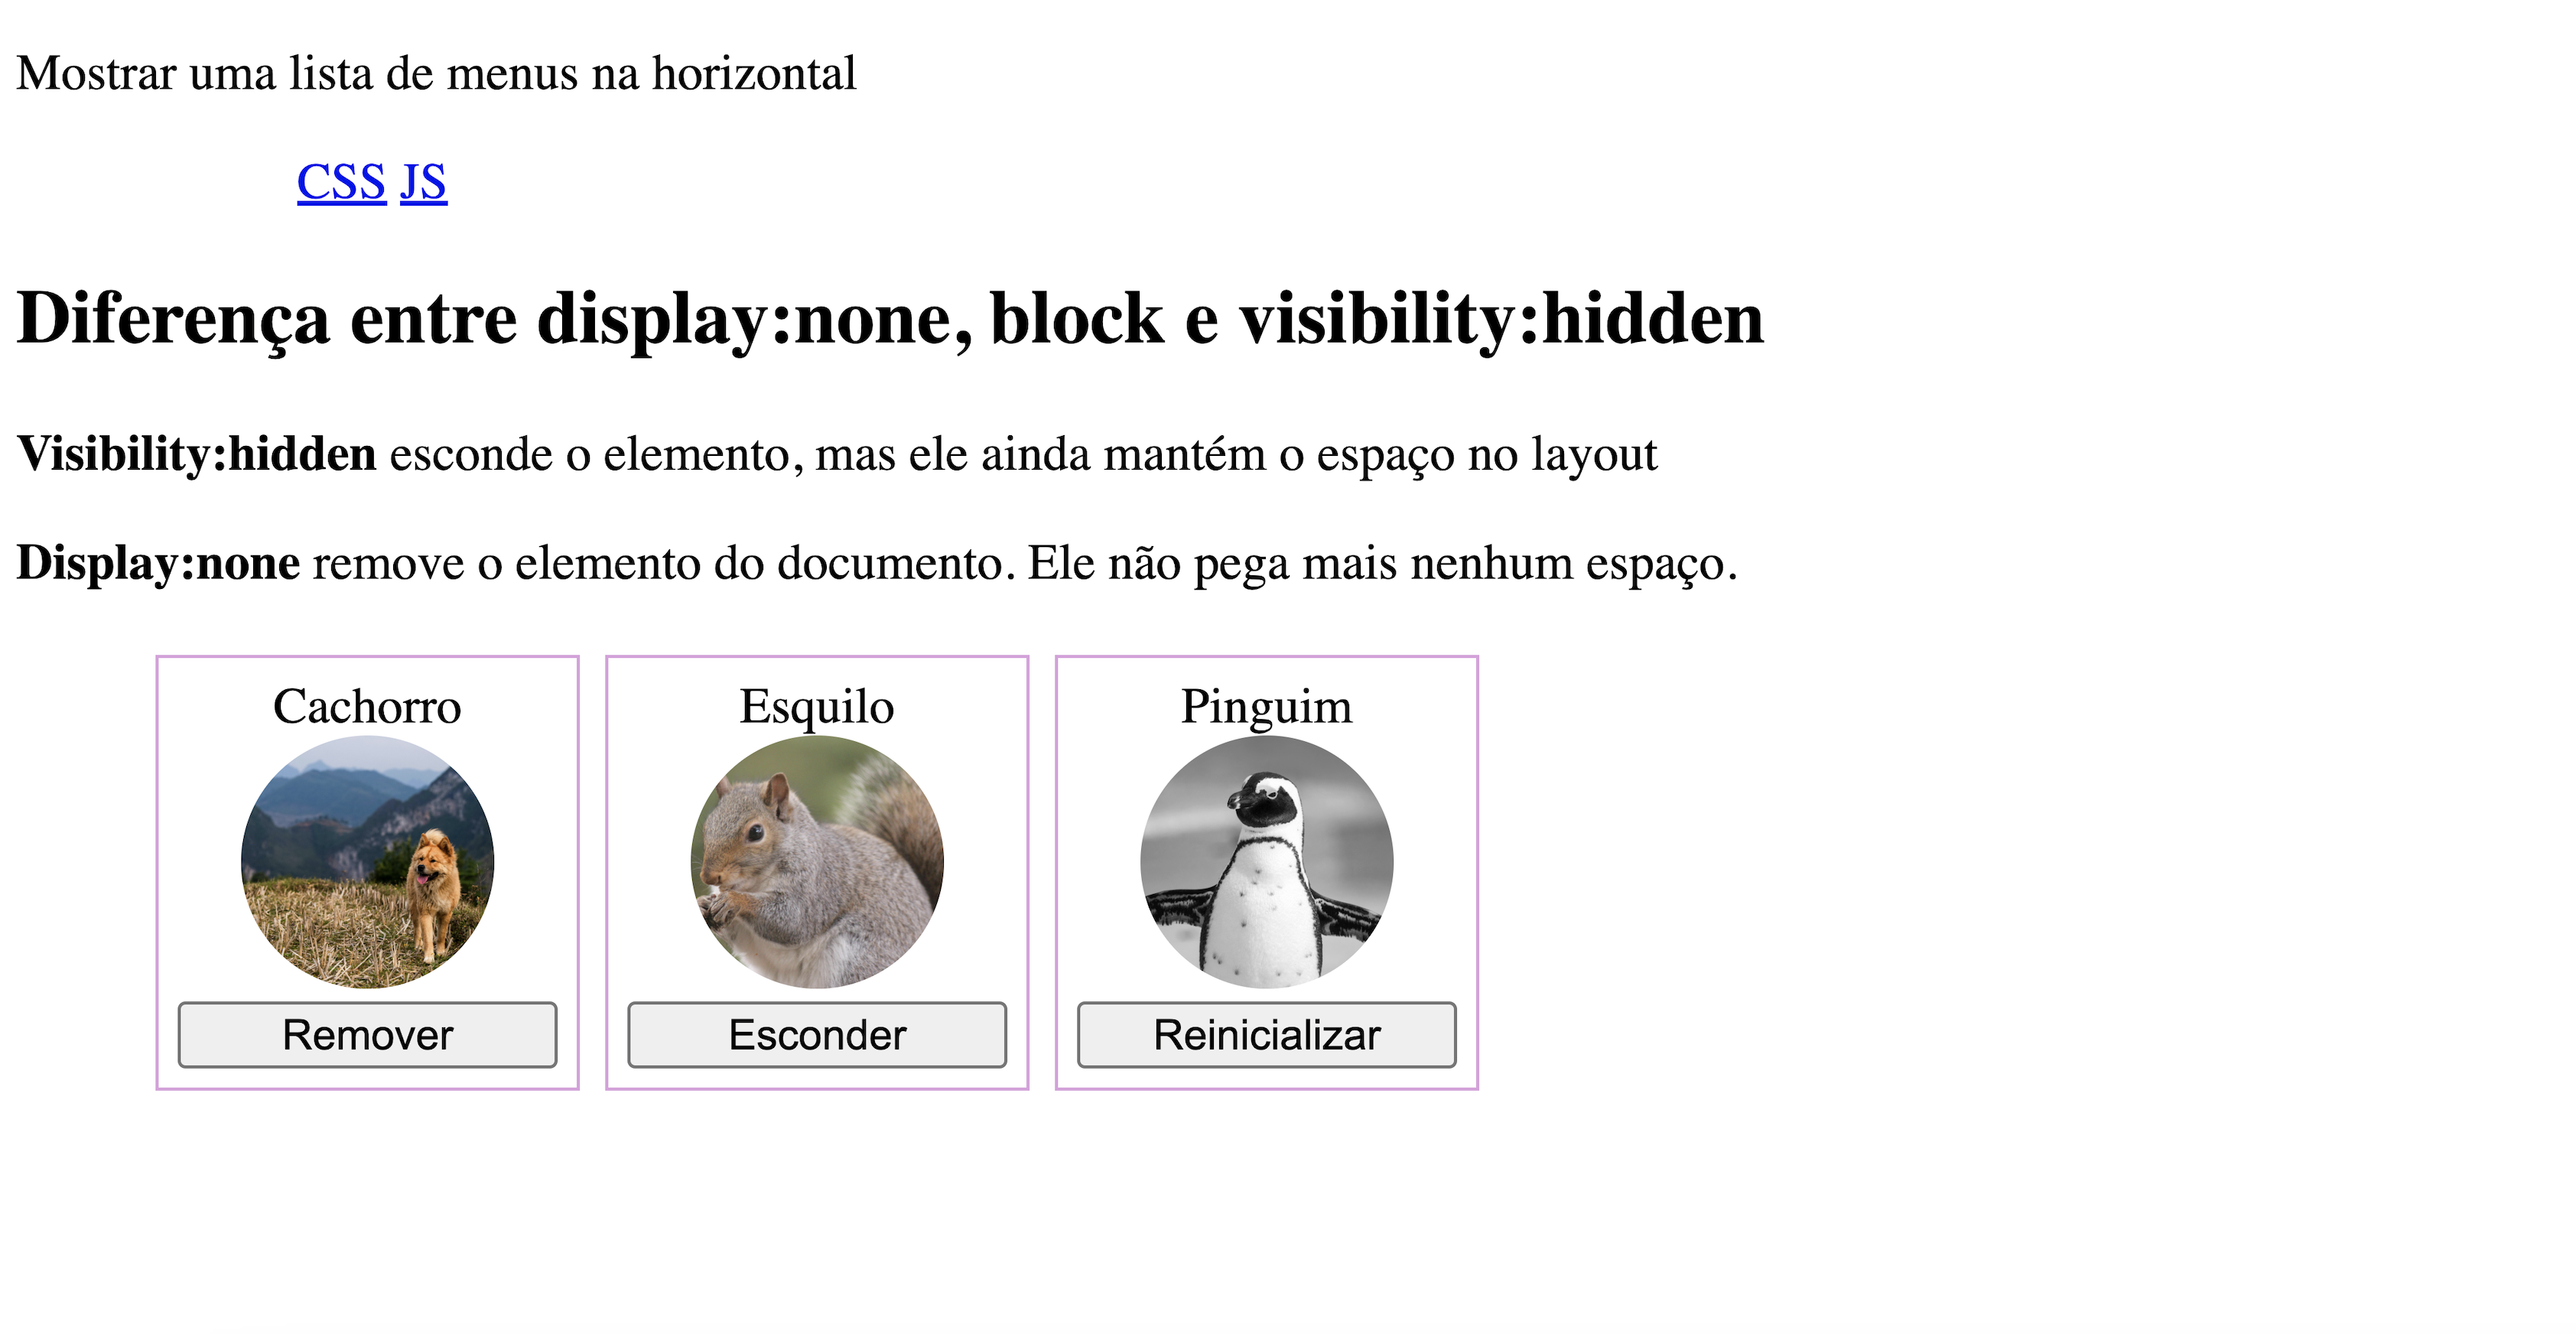 Mostrar uma lista de menus na horizontal
CSS JS
Diferença entre display:none, block e visibility:hidden
Visibility:hidden esconde o elemento, mas ele ainda mantém o espaço no layout
Display:none remove o elemento do documento. Ele não pega mais nenhum espaço.
Cachorro
Esquilo
Pinguim
Remover
Esconder
Reinicializar